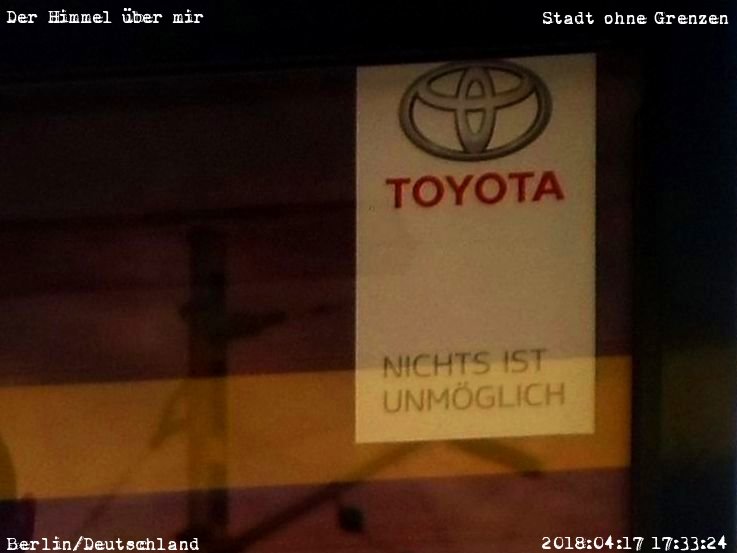 Der Himmel über mir
Stadt ohne Grenzen
TOYOTA
NICHTS IST
UNMÖGLICH
Berlin/Deutschland
2018:04:17 17:33:24